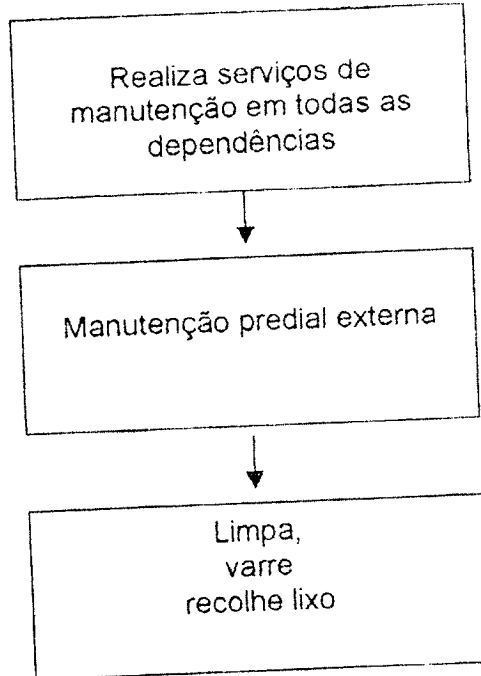 Realiza serviços de
manutenção em todas as
dependências
Manutenção predial externa
Limpa,
varre
recolhe lixo